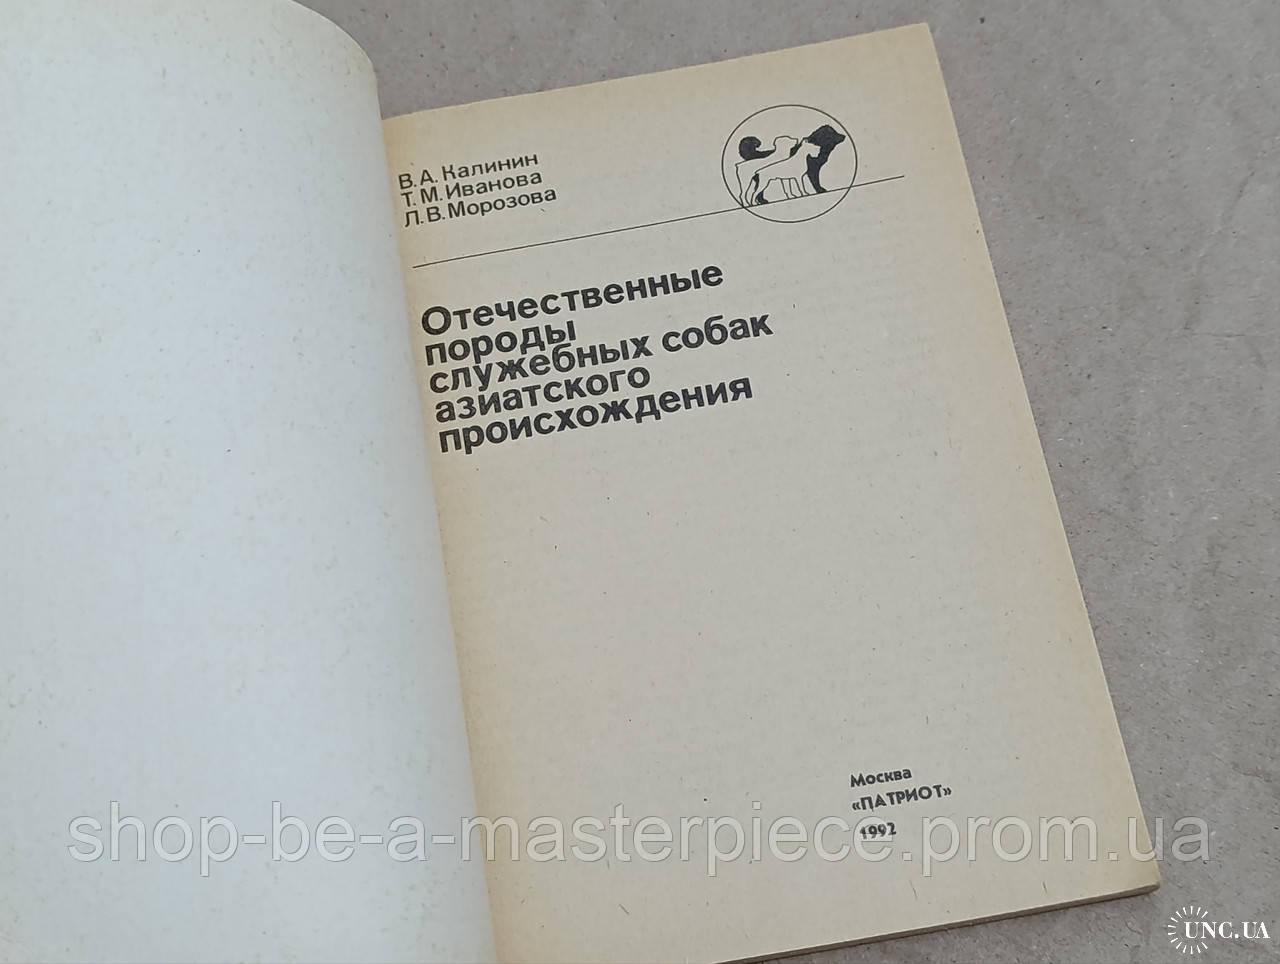 В.А.Калинин
Т.М.Иванова
Л.В.Морозова
Отечественные
породы
служебных собак
азиатского
происхождения
Москва
«ПАТРИОТ»
1992
shop-be-a-masterpiece.prom.ua
UNC.UA